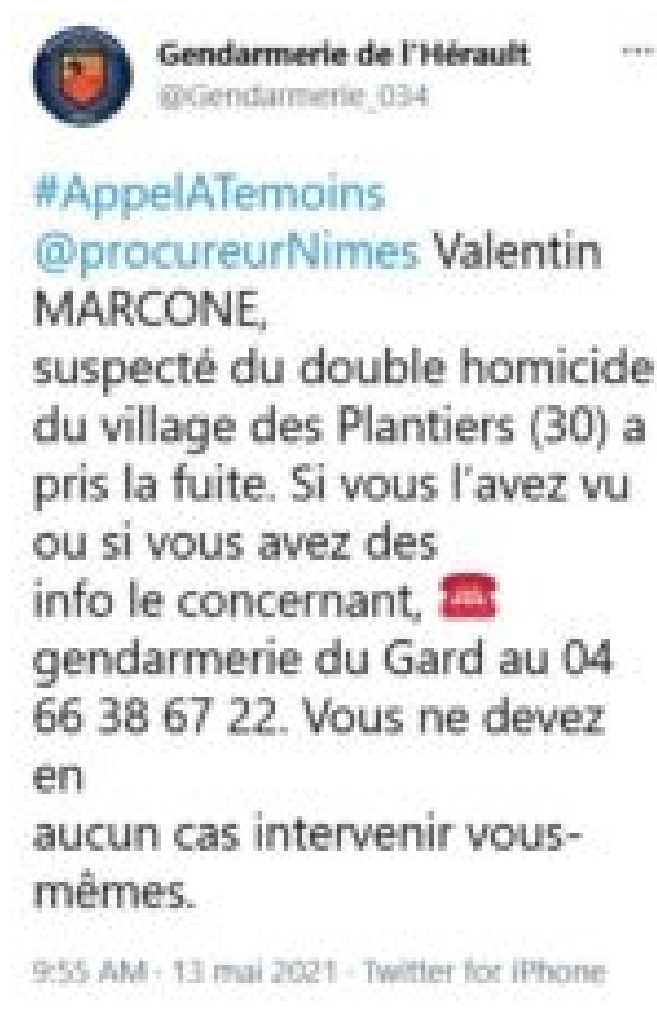 Gendarmerie de l'Hérault
@Gendarmerie_034
#AppelATemoins
@procureurNimes Valentin
MARCONE,
suspecté du double homicide
du village des Plantiers (30) a
pris la fuite. Si vous l'avez vu
ou si vous avez des
info le concernant, ☎️
gendarmerie du Gard au 04
66 38 67 22. Vous ne devez
en
aucun cas intervenir vous-
mêmes.
9:55 AM · 13 mai 2021 · Twitter for iPhone